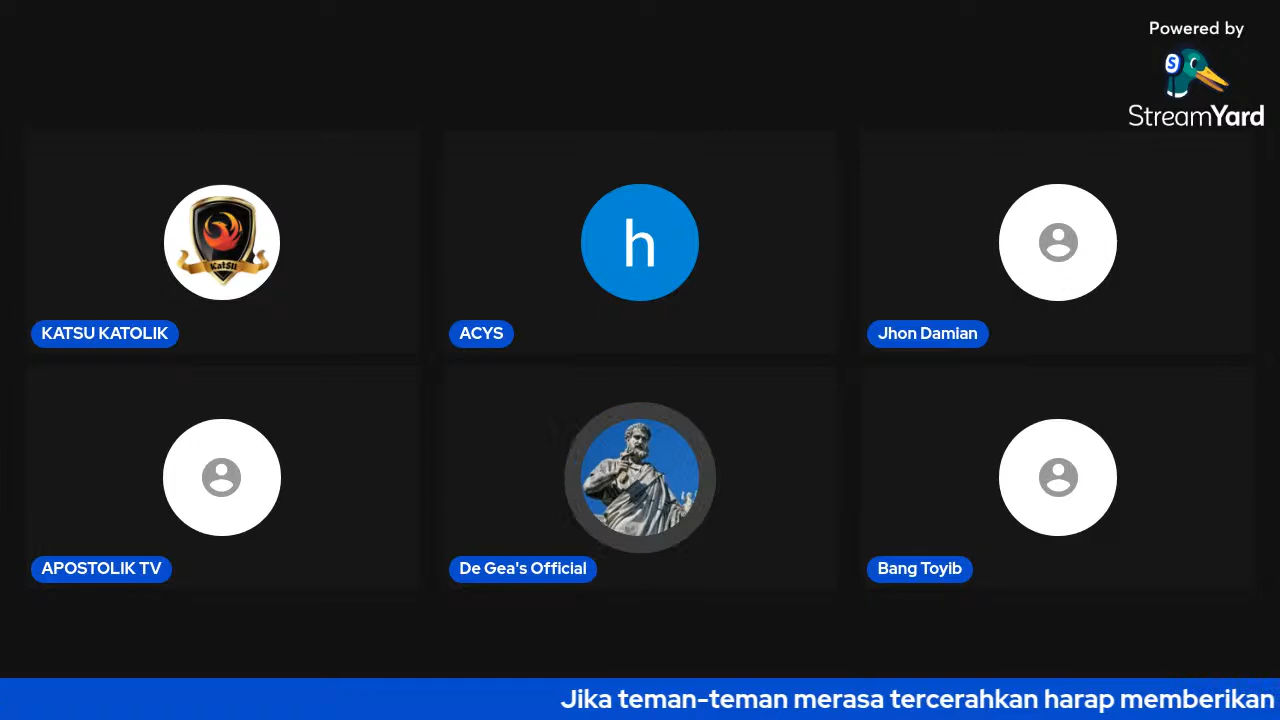 Powered by
S
StreamYard
KatSU
h
KATSU KATOLIK
ACYS
Jhon Damian
APOSTOLIK TV
De Gea's Official
Bang Toyib
Jika teman-teman merasa tercerahkan harap memberikan